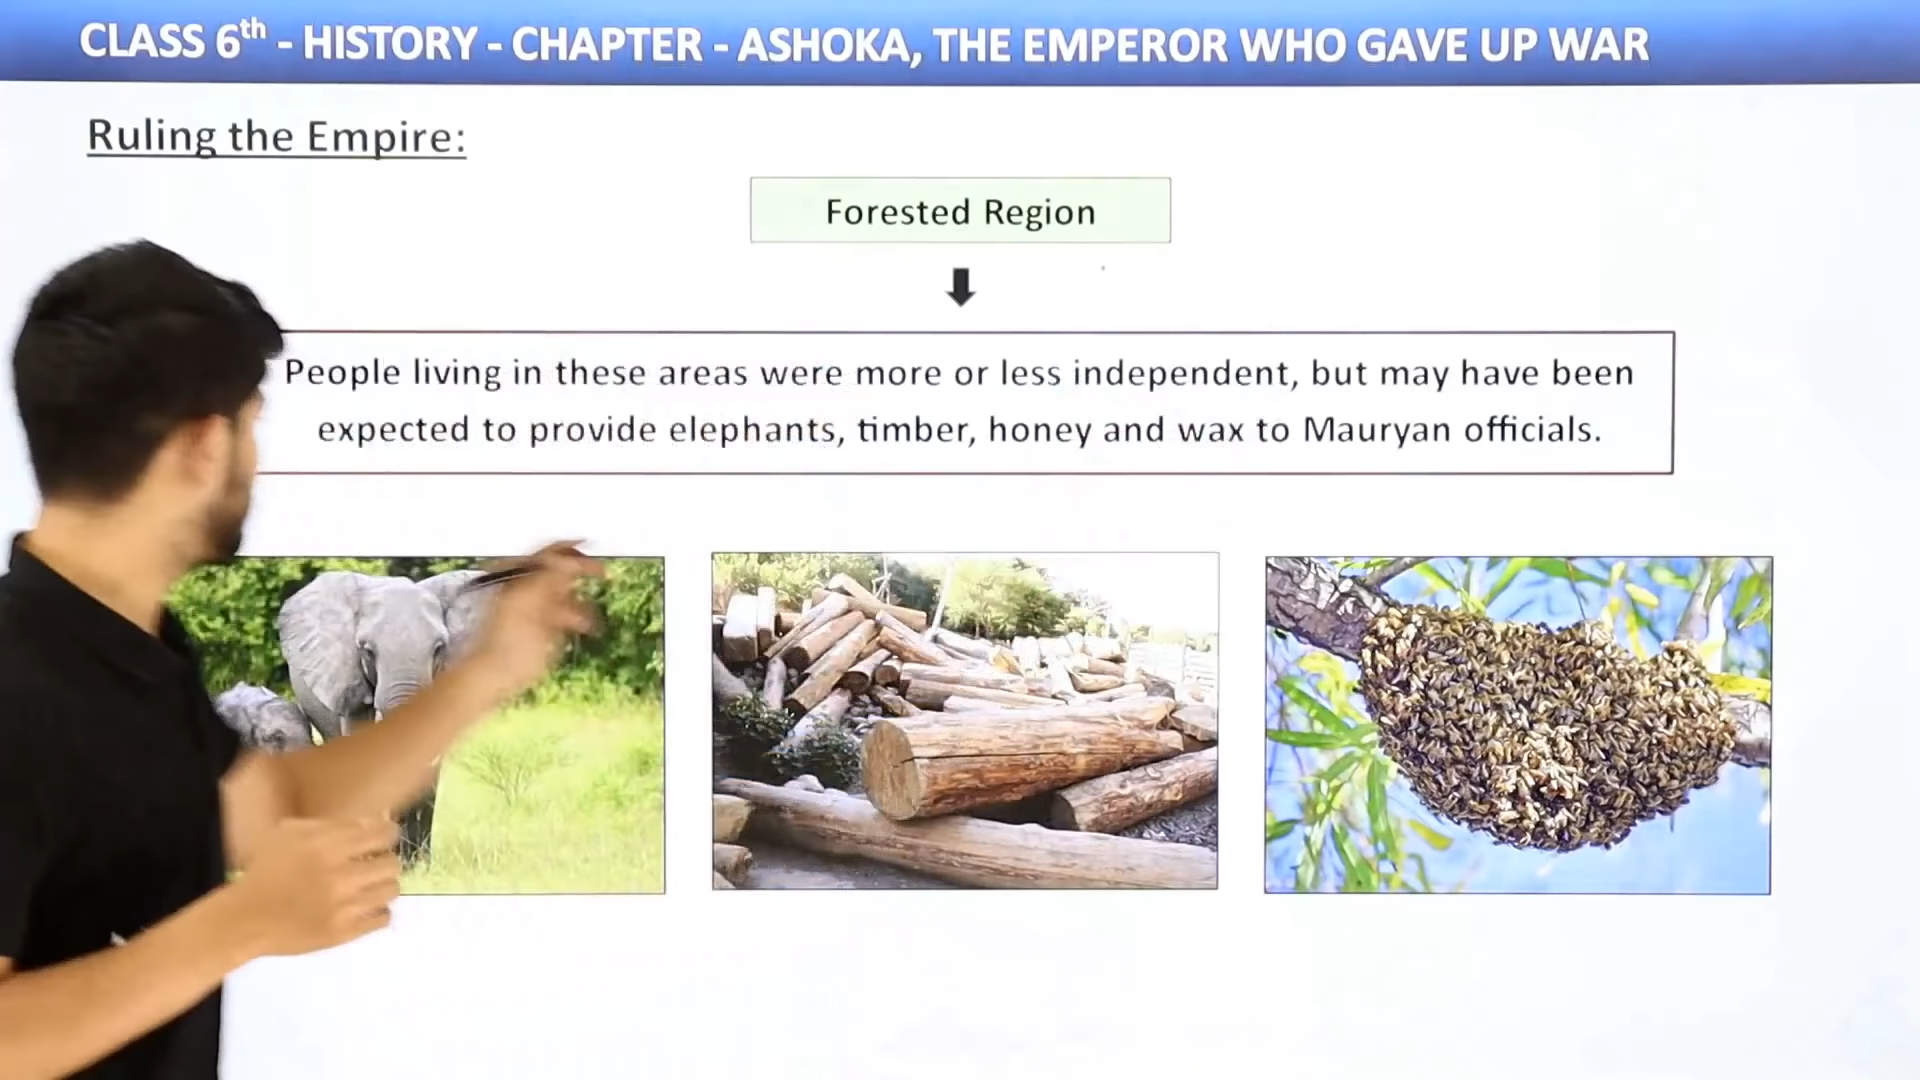 CLASS 6th - HISTORY - CHAPTER - ASHOKA, THE EMPEROR WHO GAVE UP WAR
Ruling the Empire:
Forested Region
People living in these areas were more or less independent, but may have been
expected to provide elephants, timber, honey and wax to Mauryan officials.